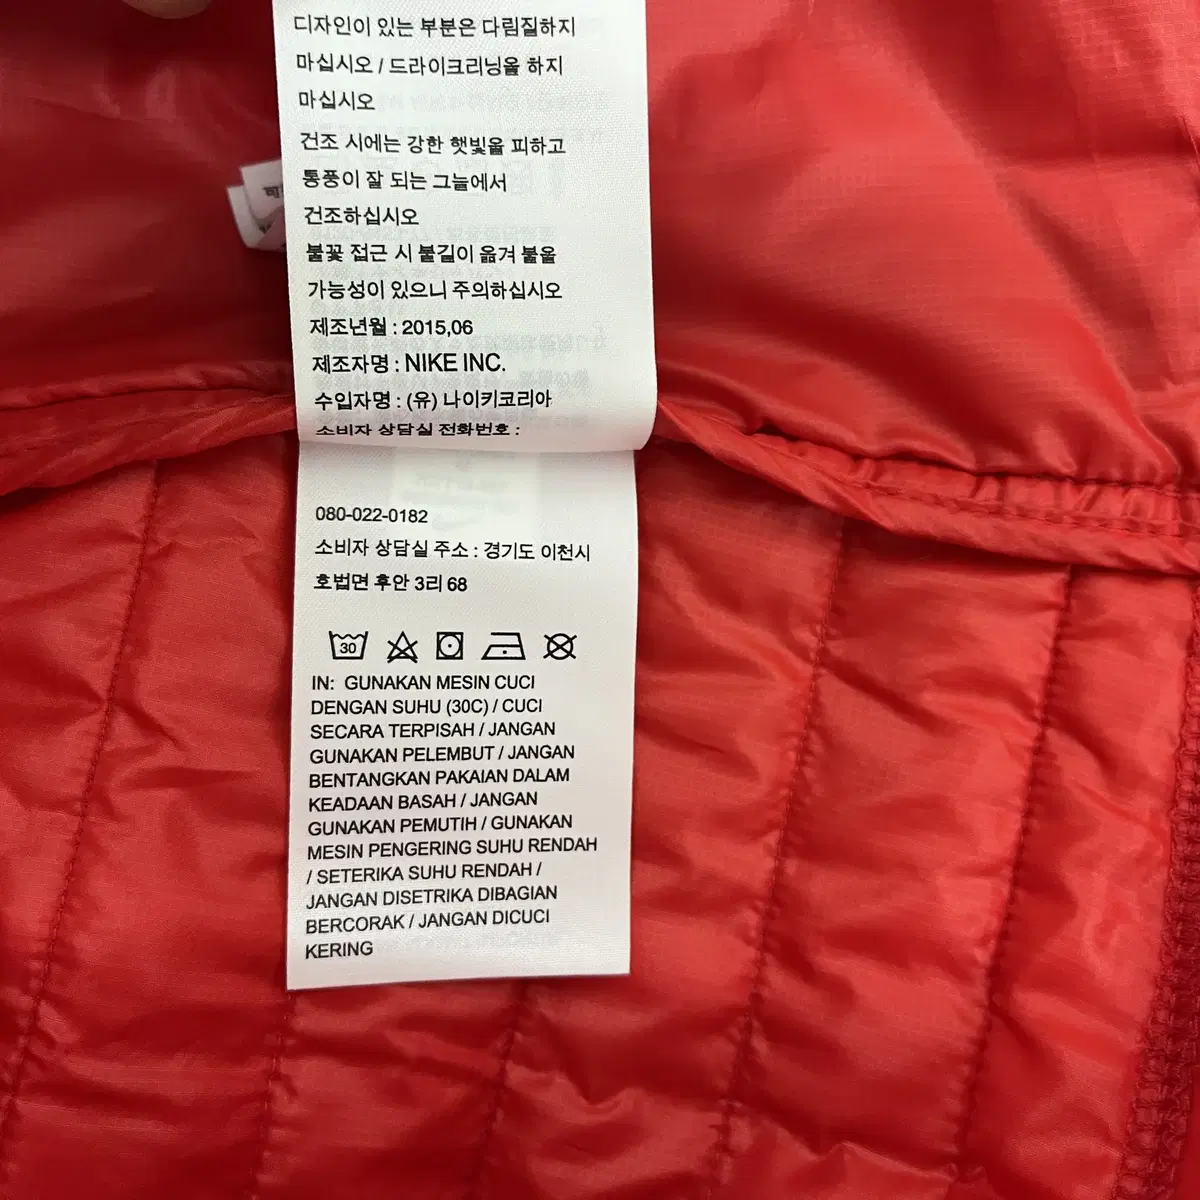 디자인이 있는 부분은 다림질하지
마십시오 / 드라이크리닝을 하지
마십시오
건조 시에는 강한 햇빛을 피하고
통풍이 잘 되는 그늘에서
건조하십시오
불꽃 접근 시 불길이 옮겨 붙을
가능성이 있으니 주의하십시오
제조년월 : 2015,06
제조자명 : NIKE INC.
수입자명 : (유) 나이키코리아
소비자 상담실 전화번호 :
080-022-0182
소비자 상담실 주소 : 경기도 이천시
호법면 후안 3리 68
30
IN: GUNAKAN MESIN CUCI
DENGAN SUHU (30C) / CUCI
SECARA TERPISAH / JANGAN
GUNAKAN PELEMBUT / JANGAN
BENTANGKAN PAKAIAN DALAM
KEADAAN BASAH / JANGAN
GUNAKAN PEMUTIH / GUNAKAN
MESIN PENGERING SUHU RENDAH
/ SETERIKA SUHU RENDAH /
JANGAN DISETRIKA DIBAGIAN
BERCORAK / JANGAN DICUCI
KERING